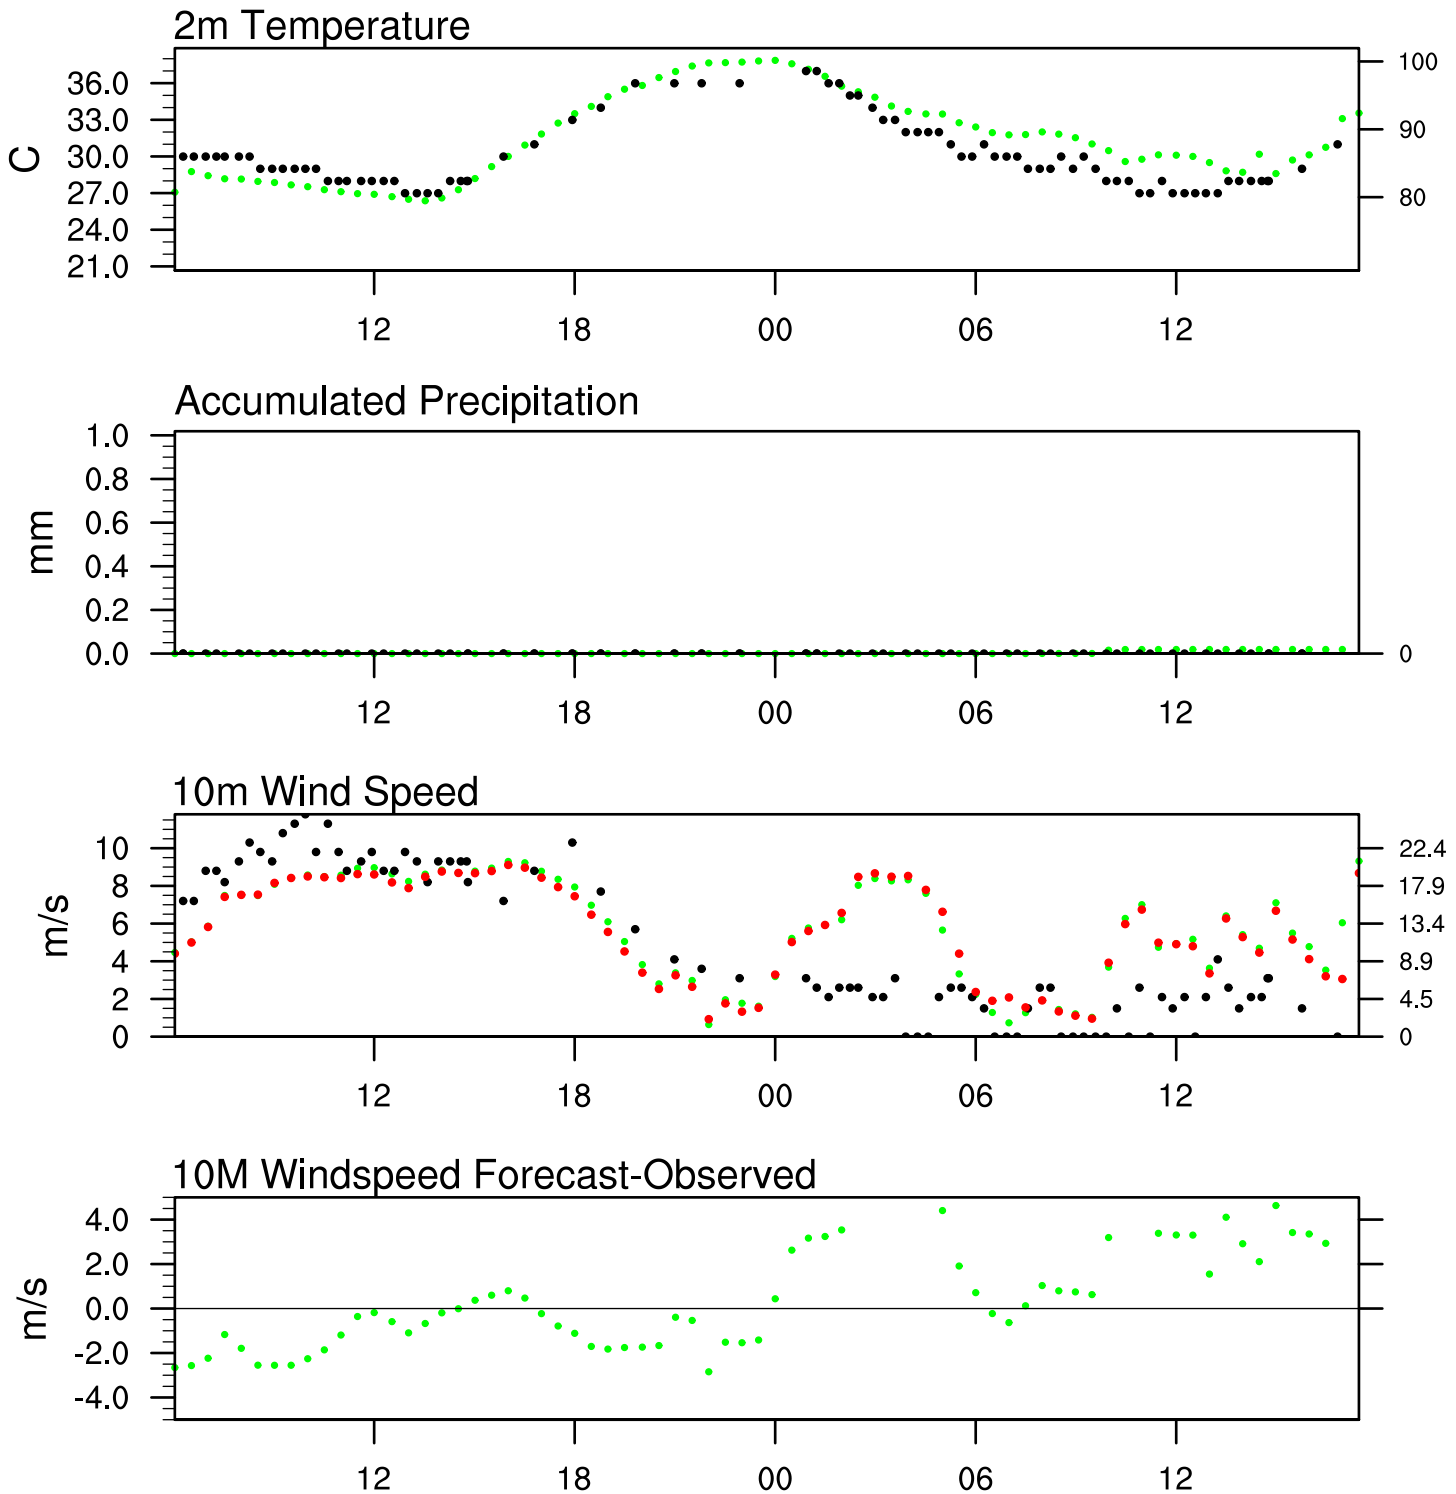 2m Temperature
36.0
33.0
30.0
27.0
24.0
21.0
C
100
90
80
12 18 00 06 12
Accumulated Precipitation
1.0
0.8
0.6
0.4
0.2
0.0
mm
0
12 18 00 06 12
10m Wind Speed
10
8
6
4
2
0
m/s
22.4
17.9
13.4
8.9
4.5
0
12 18 00 06 12
10M Windspeed Forecast-Observed
4.0
2.0
0.0
-2.0
-4.0
m/s
12 18 00 06 12